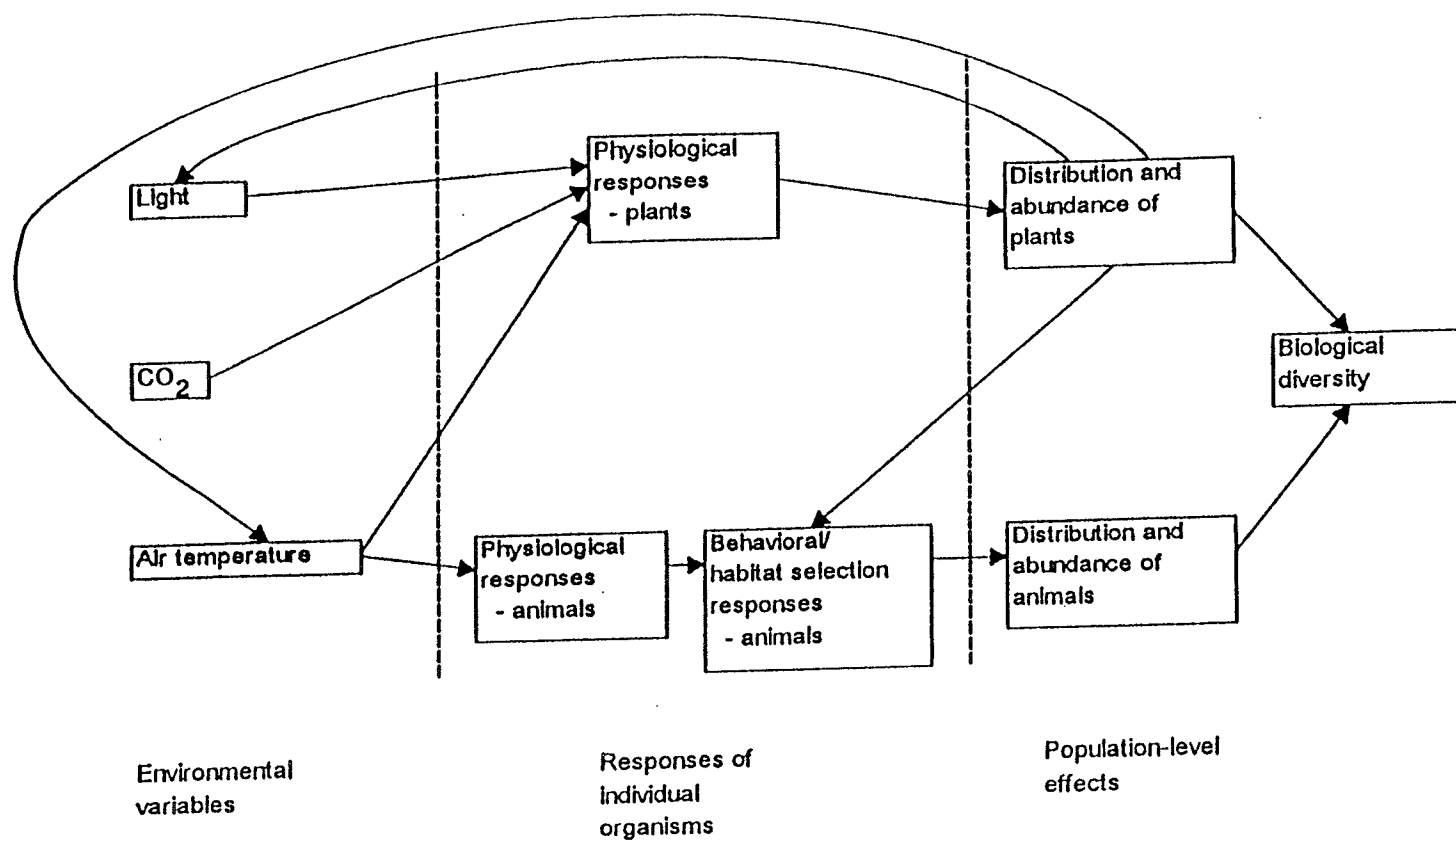 Light
CO2
Air temperature
Physiological
responses
- plants
Physiological
responses
- animals
Behavioral/
habitat selection
responses
- animals
Distribution and
abundance of
plants
Distribution and
abundance of
animals
Biological
diversity
Environmental
variables
Responses of
individual
organisms
Population-level
effects